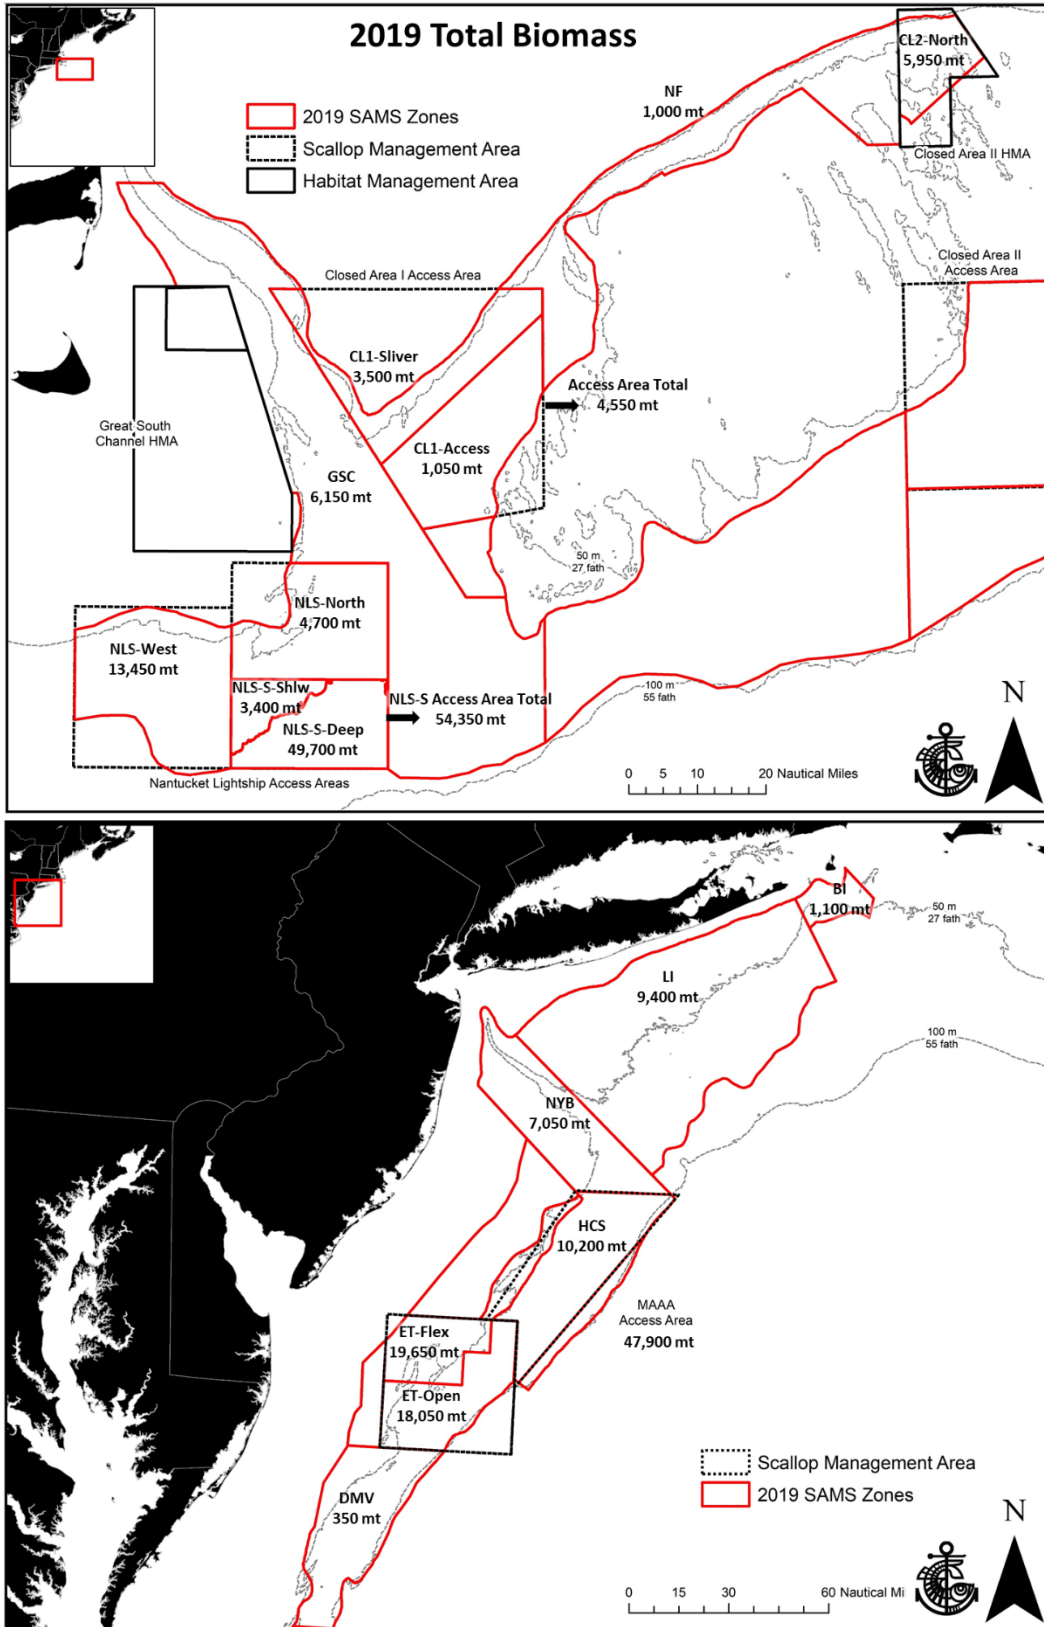 2019 Total Biomass
2019 SAMS Zones
Scallop Management Area
Habitat Management Area
CL2-North
5,950 mt
NF
1,000 mt
Closed Area II HMA
Closed Area I Access Area
Closed Area II
Access Area
CL1-Sliver
3,500 mt
Access Area Total
4,550 mt
Great South
Channel HMA
CL1-Access
1,050 mt
GSC
6,150 mt
50 m
27 fath
NLS-North
4,700 mt
NLS-West
13,450 mt
NLS-S-Shlw
3,400 mt
NLS-S Access Area Total
54,350 mt
NLS-S-Deep
49,700 mt
100 m
55 fath
N
Nantucket Lightship Access Areas
0 5 10 20 Nautical Miles
BI
1,100 mt
50 m
27 fath
LI
9,400 mt
100 m
55 fath
NYB
7,050 mt
HCS
10,200 mt
MAAA
Access Area
47,900 mt
ET-Flex
19,650 mt
ET-Open
18,050 mt
Scallop Management Area
2019 SAMS Zones
DMV
350 mt
N
0 15 30 60 Nautical Mi